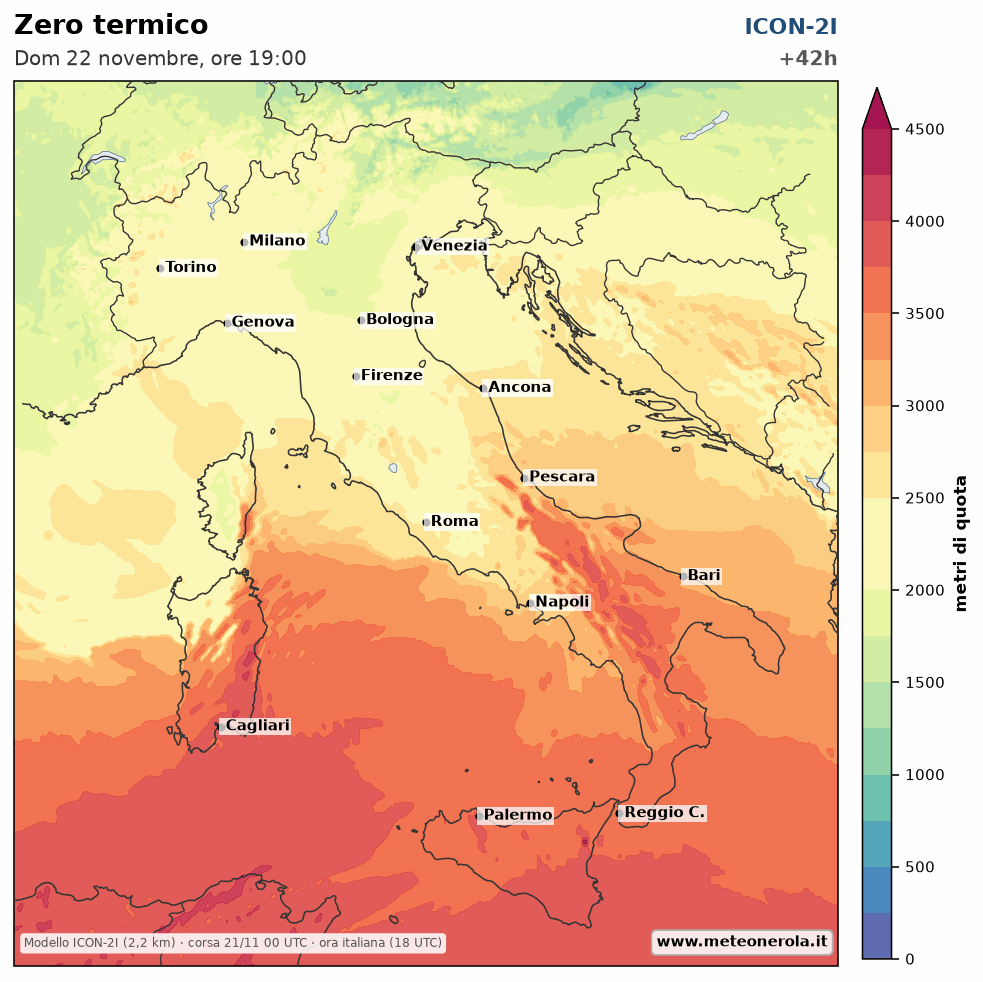 Zero termico
ICON-2I
Dom 22 novembre, ore 19:00
+42h
4500
4000
3500
3000
2500
2000
1500
1000
500
0
metri di quota
Milano
Venezia
Torino
Genova
Bologna
Firenze
Ancona
Pescara
Roma
Bari
Napoli
Cagliari
Palermo
Reggio C.
Modello ICON-2I (2,2 km) · corsa 21/11 00 UTC · ora italiana (18 UTC)
www.meteonerola.it